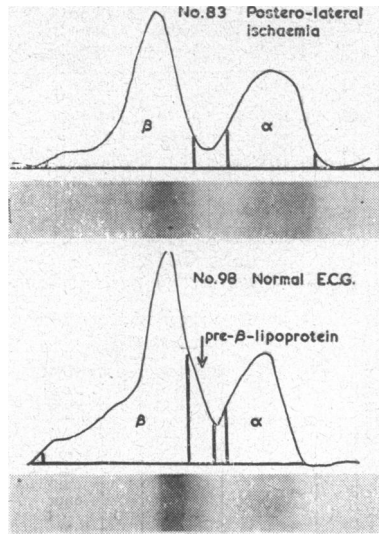 No.83 Postero-lateral
ischaemia
β α
No.98 Normal E.C.G.
pre-β-lipoprotein
β α